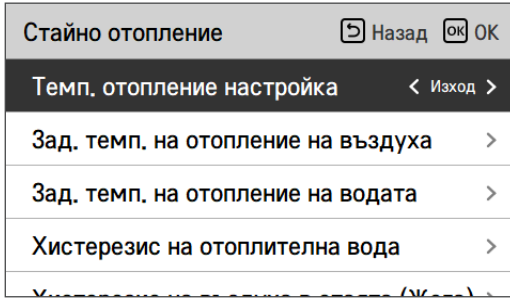 Стайно отопление Назад OK OK
Темп. отопление настройка < Изход >
Зад. темп. на отопление на въздуха >
Зад. темп. на отопление на водата >
Хистерезис на отоплителна вода >